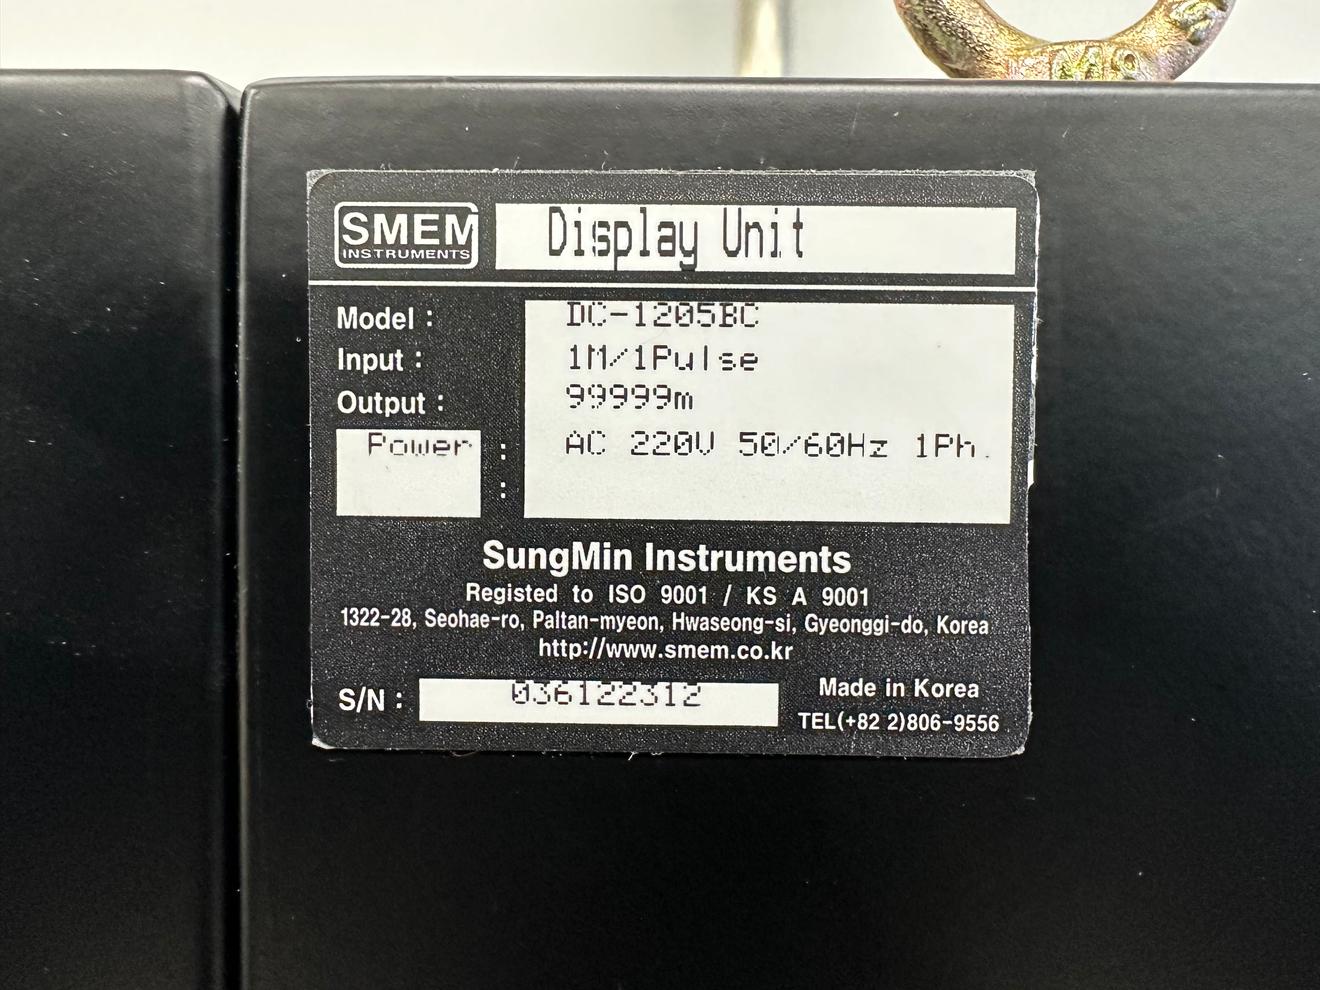 SMEM
INSTRUMENTS
Display Unit
Model : DC-1205BC
Input : 1M/1Pulse
Output : 99999m
Power : AC 220V 50/60Hz 1Ph.
:
SungMin Instruments
Registed to ISO 9001 / KS A 9001
1322-28, Seohae-ro, Paltan-myeon, Hwaseong-si, Gyeonggi-do, Korea
http://www.smem.co.kr
S/N : 036122312
Made in Korea
TEL(+82 2)806-9556